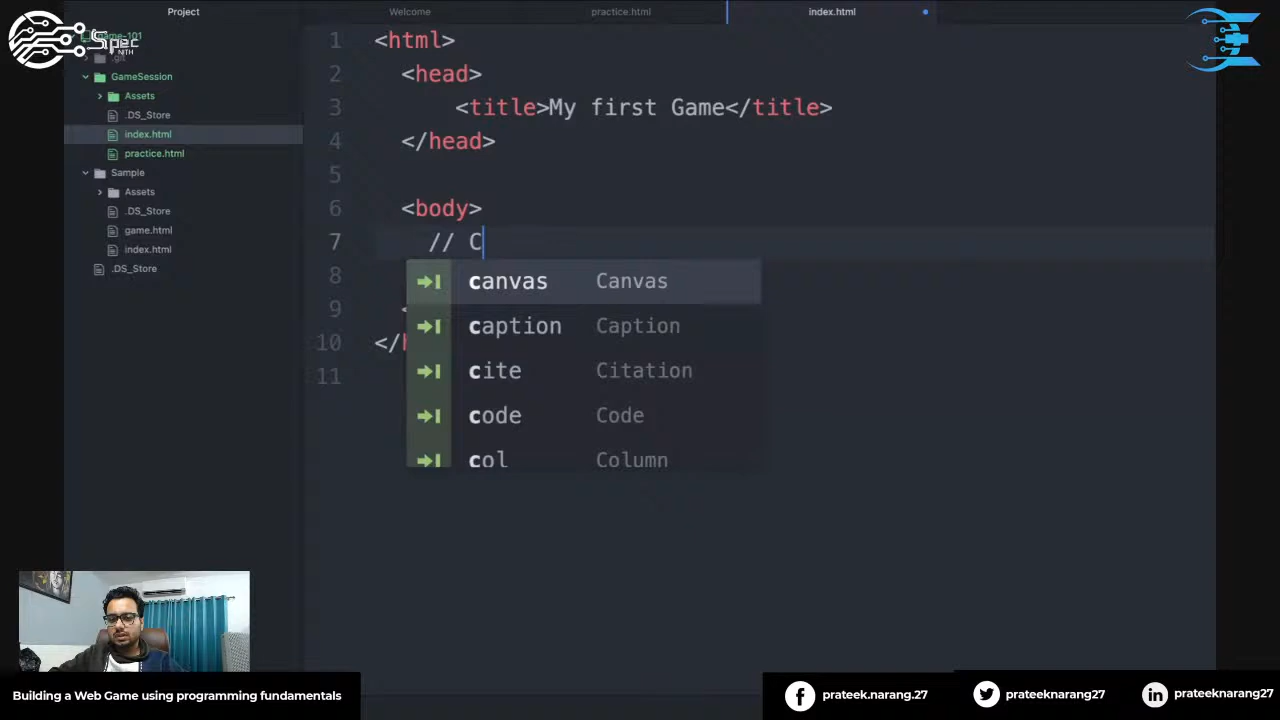 Project
Welcome
practice.html
index.html
Spec
NITH
.git
GameSession
Assets
.DS_Store
index.html
practice.html
Sample
Assets
.DS_Store
game.html
index.html
.DS_Store
1 <html>
2 <head>
3 <title>My first Game</title>
4 </head>
5
6 <body>
7 // C
8
9 <
10 </h
11
canvas Canvas
caption Caption
cite Citation
code Code
col Column
Building a Web Game using programming fundamentals
prateek.narang.27
prateeknarang27
prateeknarang27